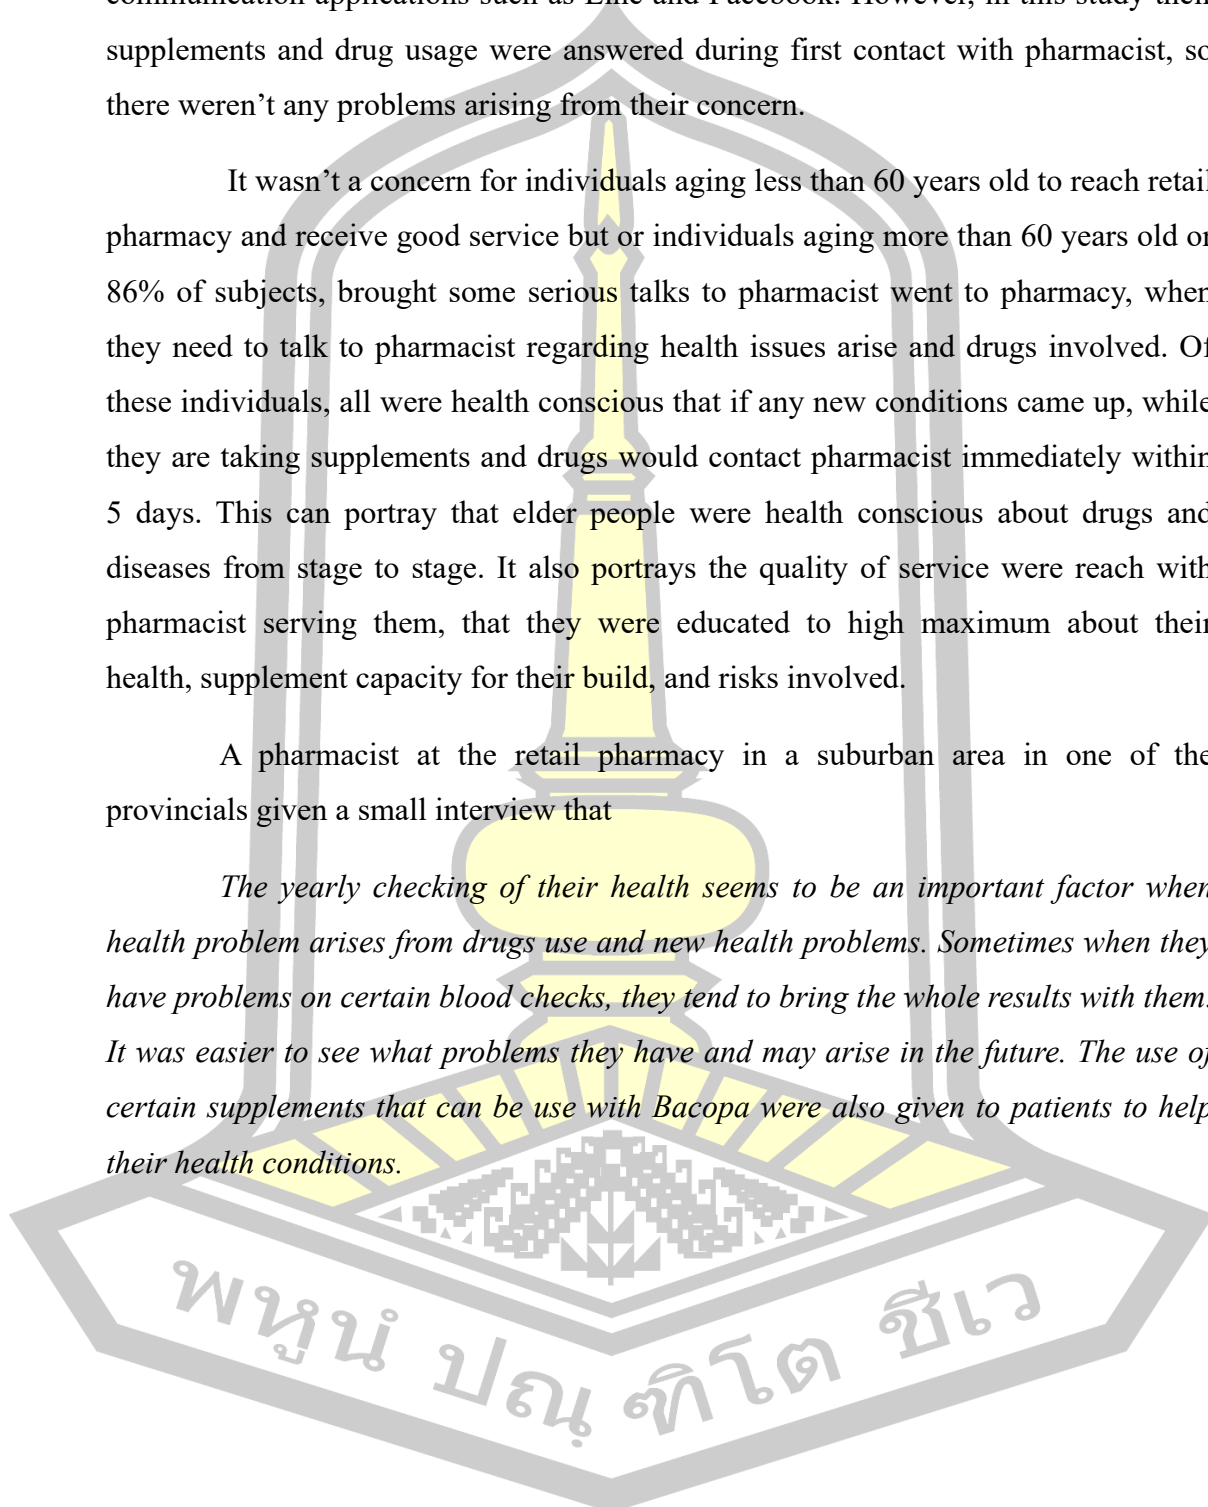 communication applications such as Line and Facebook. However, in this study then
supplements and drug usage were answered during first contact with pharmacist, so
there weren’t any problems arising from their concern.
It wasn’t a concern for individuals aging less than 60 years old to reach retail
pharmacy and receive good service but or individuals aging more than 60 years old or
86% of subjects, brought some serious talks to pharmacist went to pharmacy, when
they need to talk to pharmacist regarding health issues arise and drugs involved. Of
these individuals, all were health conscious that if any new conditions came up, while
they are taking supplements and drugs would contact pharmacist immediately within
5 days. This can portray that elder people were health conscious about drugs and
diseases from stage to stage. It also portrays the quality of service were reach with
pharmacist serving them, that they were educated to high maximum about their
health, supplement capacity for their build, and risks involved.
A pharmacist at the retail pharmacy in a suburban area in one of the
provincials given a small interview that
The yearly checking of their health seems to be an important factor when
health problem arises from drugs use and new health problems. Sometimes when they
have problems on certain blood checks, they tend to bring the whole results with them.
It was easier to see what problems they have and may arise in the future. The use of
certain supplements that can be use with Bacopa were also given to patients to help
their health conditions.
พหูนํ ปณฺฑิโต ชีเว